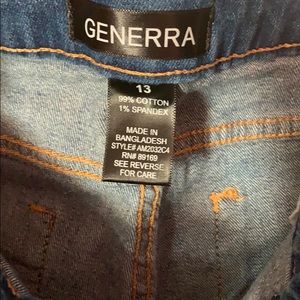 GENERRA
13
99% COTTON
1% SPANDEX
MADE IN
BANGLADESH
STYLE# AM2032C4
RN# 89169
SEE REVERSE
FOR CARE